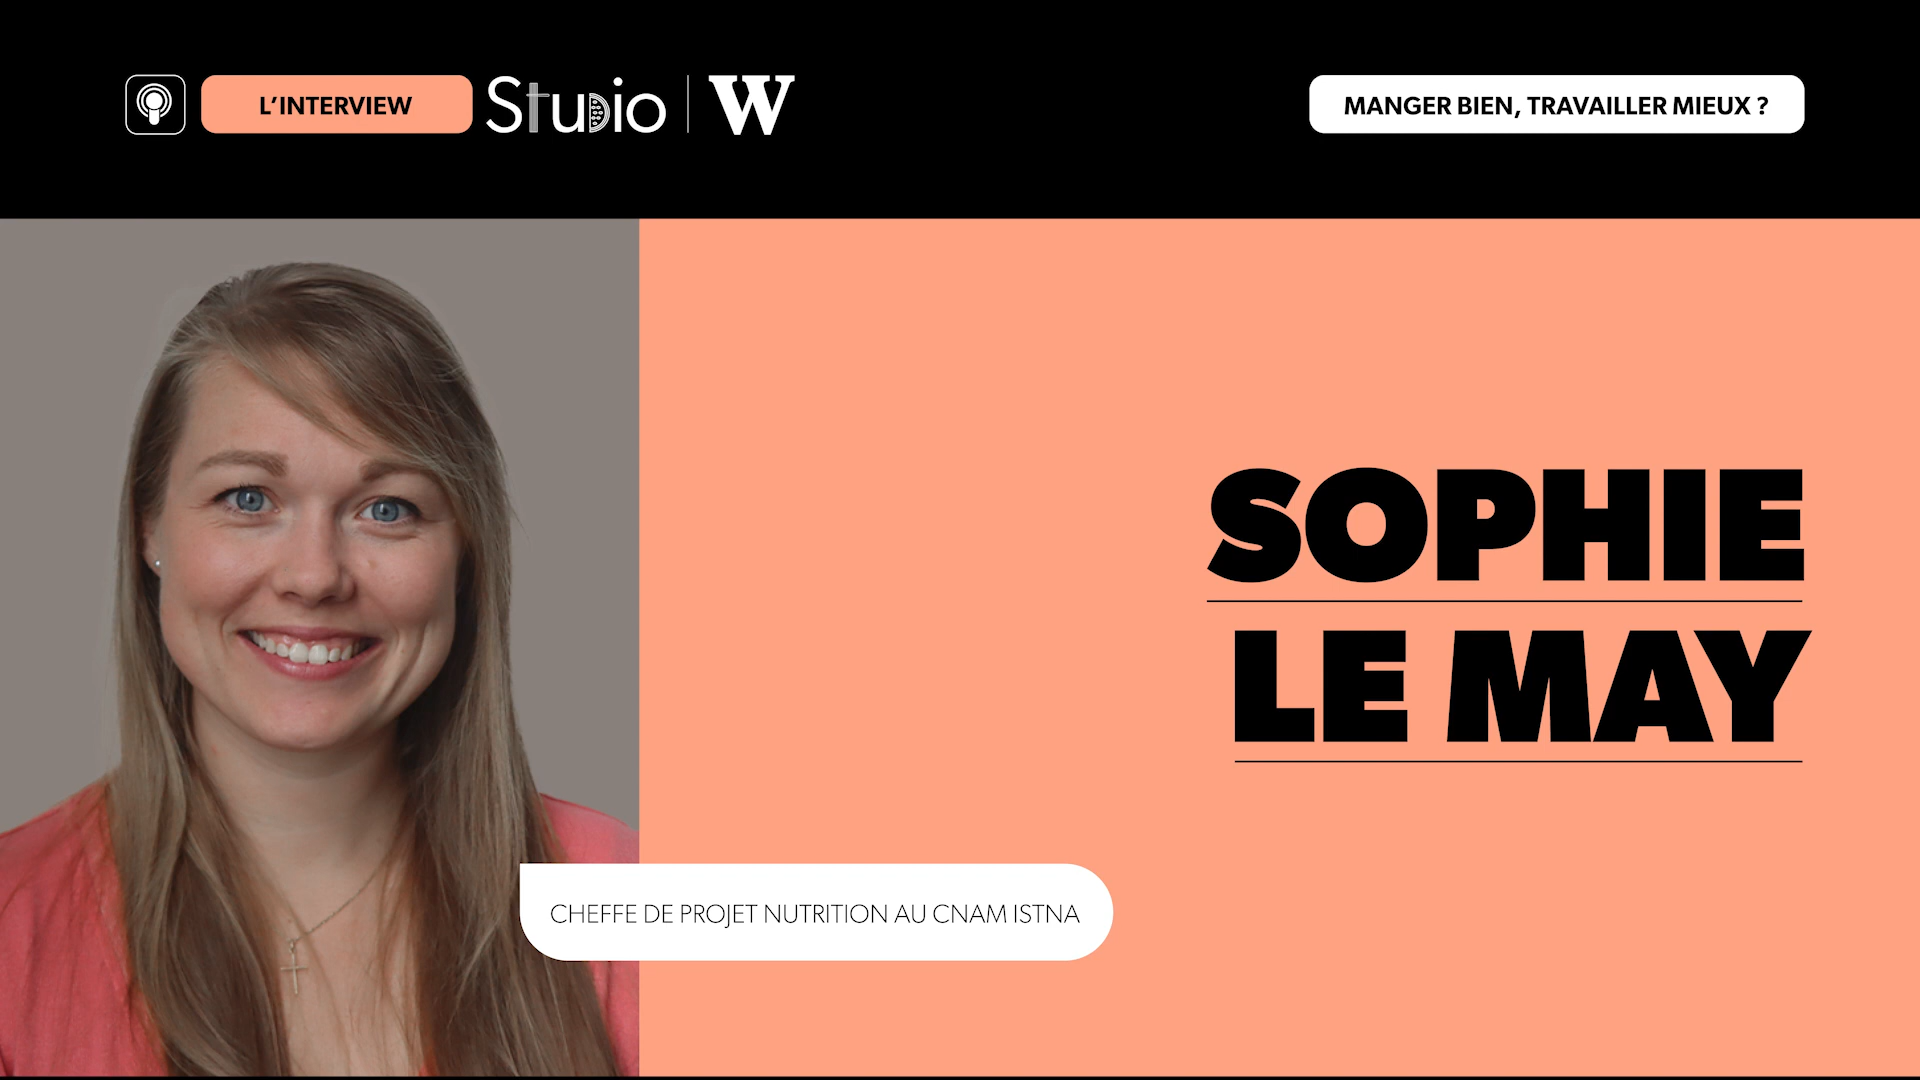 L'INTERVIEW
Studio | W
MANGER BIEN, TRAVAILLER MIEUX ?
SOPHIE
LE MAY
CHEFFE DE PROJET NUTRITION AU CNAM ISTNA